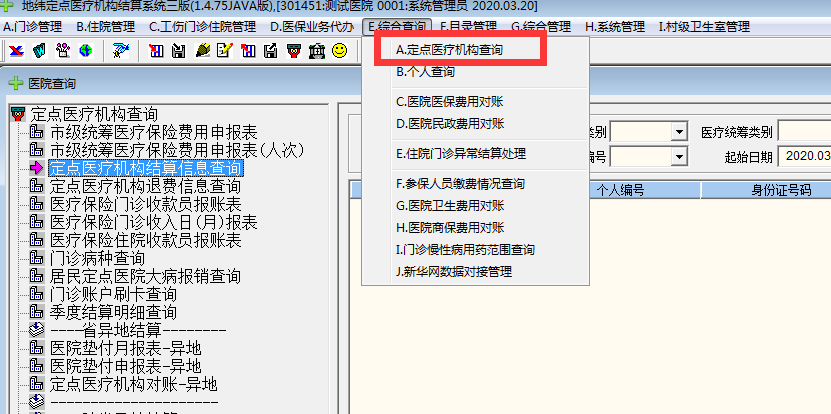 地纬定点医疗机构结算系统三版(1.4.75JAVA版),[301451:测试医院 0001:系统管理员 2020.03.20]
A.门诊管理 B.住院管理 C.工伤门诊住院管理 D.医保业务代办 E.综合查询 F.目录管理 G.综合管理 H.系统管理 I.村级卫生室管理
A.定点医疗机构查询
B.个人查询
C.医院医保费用对账
D.医院民政费用对账
E.住院门诊异常结算处理
F.参保人员缴费情况查询
G.医院卫生费用对账
H.医院商保费用对账
I.门诊慢性病用药范围查询
J.新华网数据对接管理
医院查询
定点医疗机构查询
市级统筹医疗保险费用申报表
市级统筹医疗保险费用申报表(人次)
定点医疗机构结算信息查询
定点医疗机构退费信息查询
医疗保险门诊收款员报账表
医疗保险门诊收入日(月)报表
医疗保险住院收款员报账表
门诊病种查询
居民定点医院大病报销查询
门诊账户刷卡查询
季度结算明细查询
----省异地结算--------
医院垫付月报表-异地
医院垫付申报表-异地
定点医疗机构对账-异地
--------------------
类别 医疗统筹类别
编号 起始日期 2020.03
个人编号 身份证号码